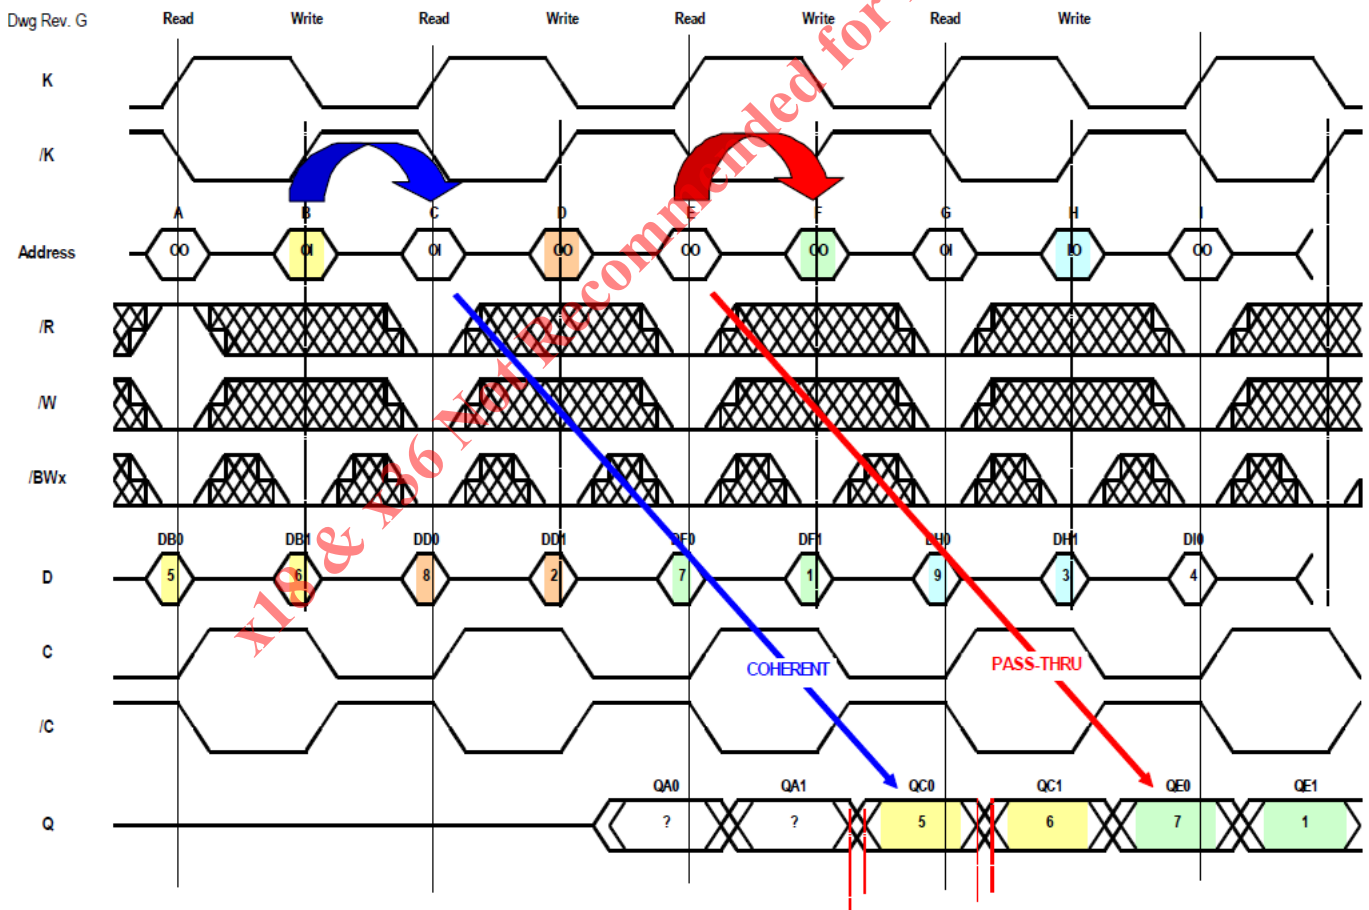 Dwg Rev. G
Read Write Read Write Read Write Read Write
K
/K
A B C D E F G H I
Address OO OI OI OO OO OO OI IO OO
/R
/W
/BWx
x18 & x36 Not Recommended for
DB0 DB1 DD0 DD1 DF0 DF1 DH0 DH1 DI0
D 5 6 8 2 7 1 9 3 4
C
COHERENT PASS-THRU
/C
QA0 QA1 QC0 QC1 QE0 QE1
Q ? ? 5 6 7 1